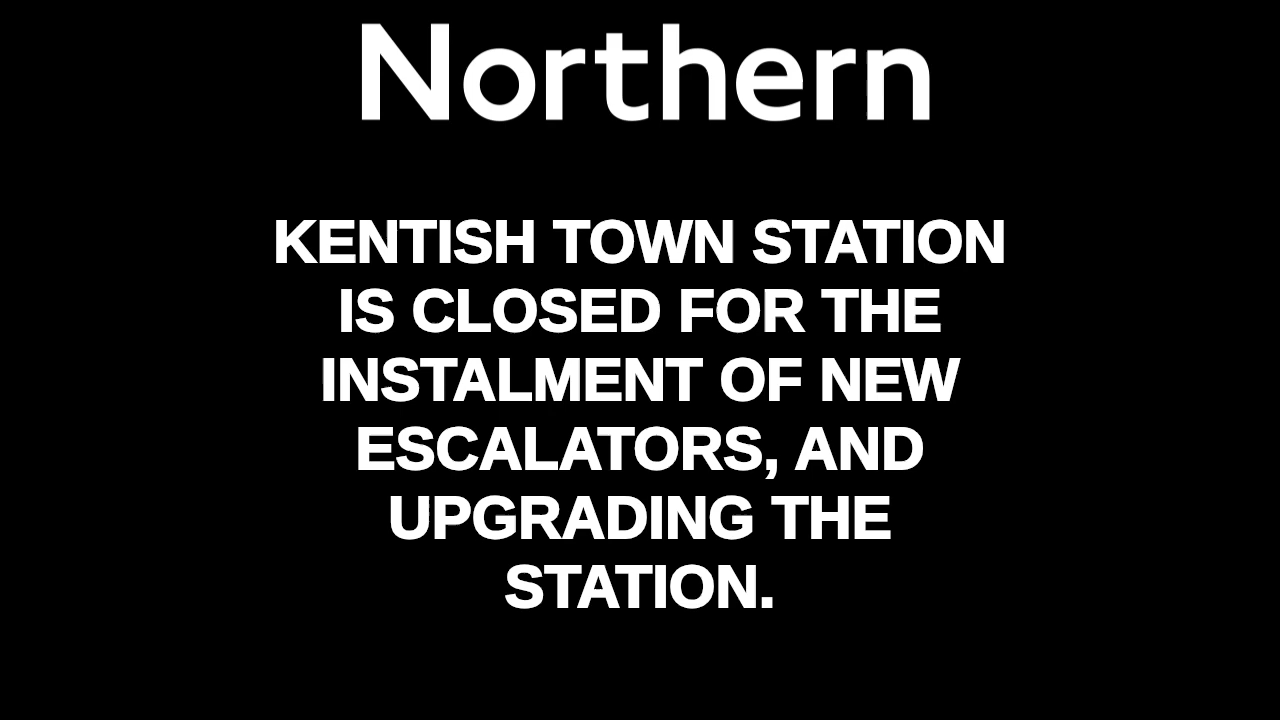 Northern
KENTISH TOWN STATION
IS CLOSED FOR THE
INSTALMENT OF NEW
ESCALATORS, AND
UPGRADING THE
STATION.